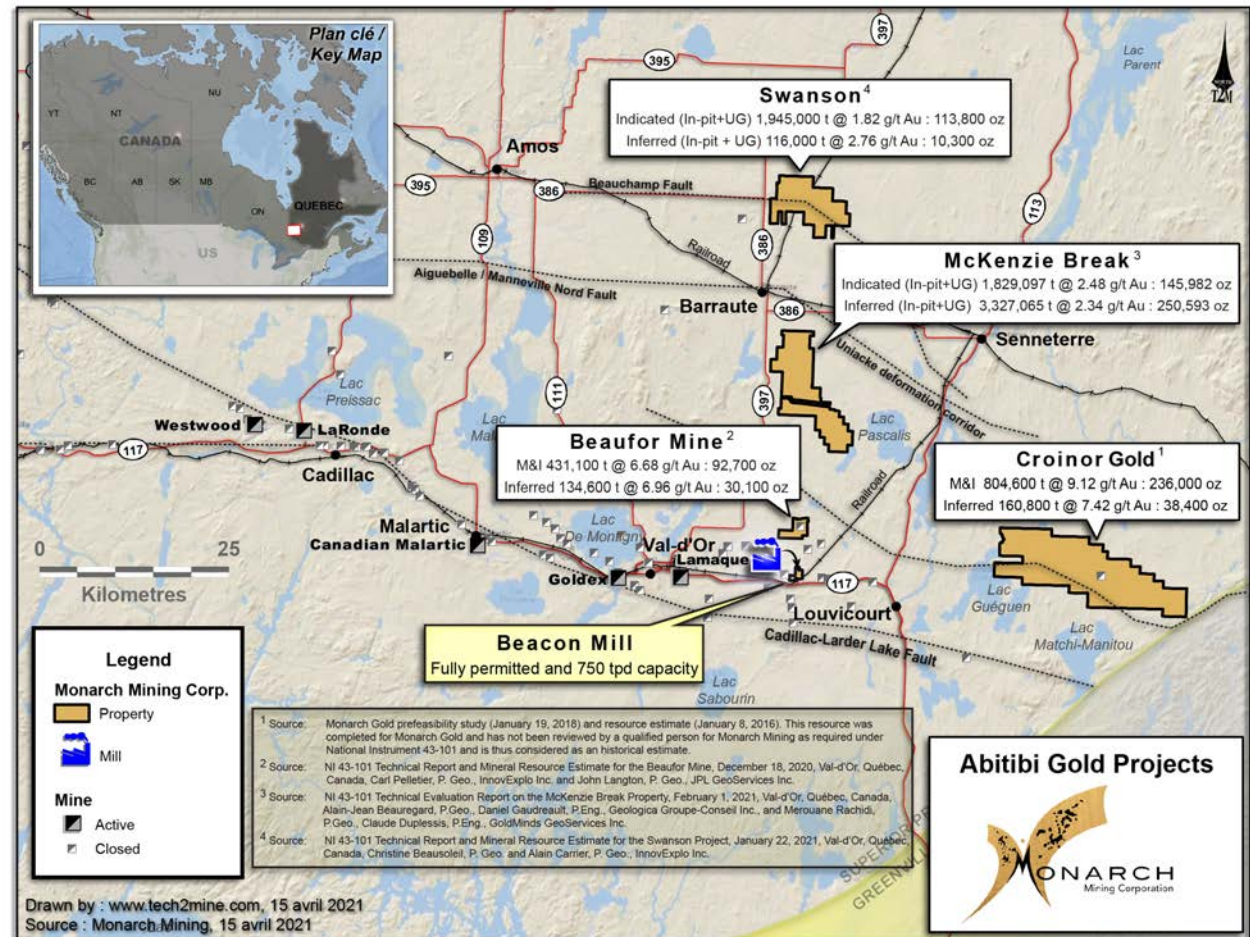 Plan clé /
Key Map
NU
YT
NT
CANADA
BC
AB
SK
MB
ON
QUEBEC
US
397
395
Lac
Parent
NORTH
T2M
Swanson⁴
Indicated (In-pit+UG) 1,945,000 t @ 1.82 g/t Au : 113,800 oz
Inferred (In-pit + UG) 116,000 t @ 2.76 g/t Au : 10,300 oz
Amos
395
386
Beauchamp Fault
113
109
386
Railroad
Aiguebelle / Manneville Nord Fault
McKenzie Break³
Indicated (In-pit+UG) 1,829,097 t @ 2.48 g/t Au : 145,982 oz
Inferred (In-pit+UG) 3,327,065 t @ 2.34 g/t Au : 250,593 oz
Barraute
386
Senneterre
Uniacke deformation corridor
Lac
Preissac
111
397
Lac
Westwood
LaRonde
Lac
Pascalis
117
Cadillac
Beaufor Mine²
M&I 431,100 t @ 6.68 g/t Au : 92,700 oz
Inferred 134,600 t @ 6.96 g/t Au : 30,100 oz
Railroad
Croinor Gold¹
M&I 804,600 t @ 9.12 g/t Au : 236,000 oz
Inferred 160,800 t @ 7.42 g/t Au : 38,400 oz
Malartic
Canadian Malartic
Lac
De Montigny
Val-d'Or
Lamaque
Goldex
117
Louvicourt
Lac
Guéguen
Lac
Matchi-Manitou
0 25
Kilometres
Beacon Mill
Fully permitted and 750 tpd capacity
Cadillac-Larder Lake Fault
Lac
Sabourin
Legend
Monarch Mining Corp.
Property
Mill
Mine
Active
Closed
¹ Source: Monarch Gold prefeasibility study (January 19, 2018) and resource estimate (January 8, 2016). This resource was
completed for Monarch Gold and has not been reviewed by a qualified person for Monarch Mining as required under
National Instrument 43-101 and is thus considered as an historical estimate.
² Source: NI 43-101 Technical Report and Mineral Resource Estimate for the Beaufor Mine, December 18, 2020, Val-d'Or, Québec,
Canada, Carl Pelletier, P. Geo., InnovExplo Inc. and John Langton, P. Geo., JPL GeoServices Inc.
³ Source: NI 43-101 Technical Evaluation Report on the McKenzie Break Property, February 1, 2021, Val-d'Or, Québec, Canada,
Alain-Jean Beauregard, P.Geo., Daniel Gaudreault, P.Eng., Geologica Groupe-Conseil Inc., and Merouane Rachidi,
P.Geo., Claude Duplessis, P.Eng., GoldMinds GeoServices Inc.
⁴ Source: NI 43-101 Technical Report and Mineral Resource Estimate for the Swanson Project, January 22, 2021, Val-d'Or, Québec,
Canada, Christine Beausoleil, P. Geo. and Alain Carrier, P. Geo., InnovExplo Inc.
Abitibi Gold Projects
MONARCH
Mining Corporation
Drawn by : www.tech2mine.com, 15 avril 2021
Source : Monarch Mining, 15 avril 2021